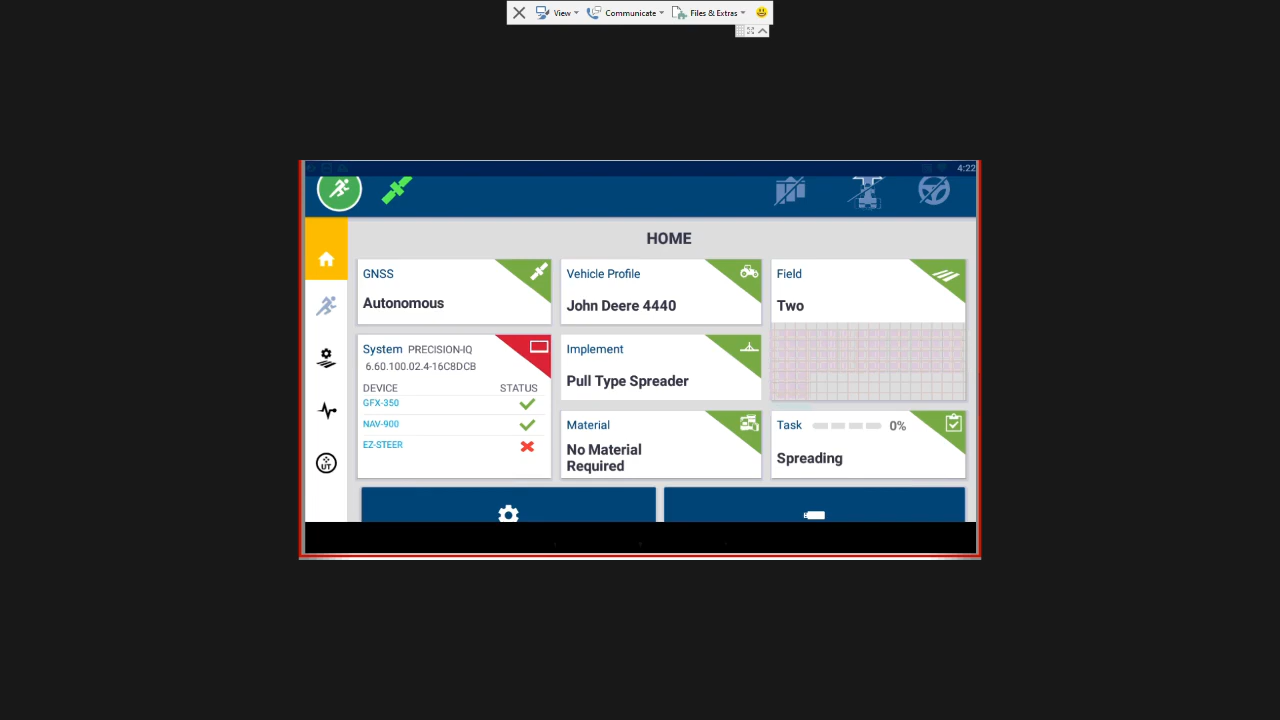 View
Communicate
Files & Extras
4:22
HOME
GNSS
Autonomous
Vehicle Profile
John Deere 4440
Field
Two
System PRECISION-IQ
6.60.100.02.4-16C8DCB
DEVICE STATUS
GFX-350
NAV-900
EZ-STEER
Implement
Pull Type Spreader
Material
No Material
Required
Task 0%
Spreading
UT